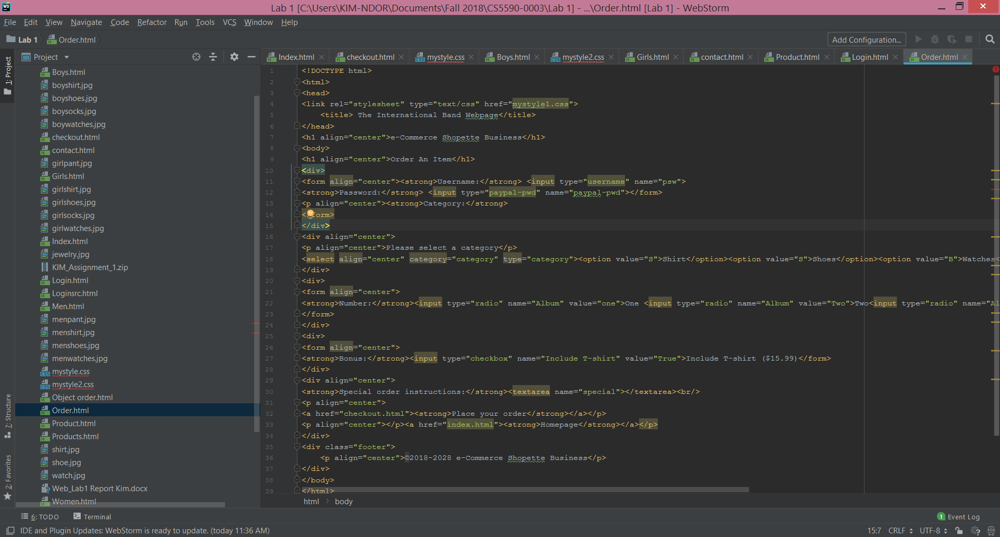 Lab 1 [C:\Users\KIM-NDOR\Documents\Fall 2018\CS5590-0003\Lab 1] - ...\Order.html [Lab 1] - WebStorm
File Edit View Navigate Code Refactor Run Tools VCS Window Help
Lab 1 Order.html
Add Configuration...
Project
Index.html checkout.html mystyle.css Boys.html mystyle2.css Girls.html contact.html Product.html Login.html Order.html
1: Project
7: Structure
2: Favorites
Boys.html
boyshirt.jpg
boyshoes.jpg
boysocks.jpg
boywatches.jpg
checkout.html
contact.html
girlpant.jpg
Girls.html
girlshirt.jpg
girlshoes.jpg
girlsocks.jpg
girlwatches.jpg
Index.html
jewelry.jpg
KIM_Assignment_1.zip
Login.html
Loginsrc.html
Men.html
menpant.jpg
menshirt.jpg
menshoes.jpg
menwatches.jpg
mystyle.css
mystyle2.css
Object order.html
Order.html
Product.html
Products.html
shirt.jpg
shoe.jpg
watch.jpg
Web_Lab1 Report Kim.docx
Women.html
1 <!DOCTYPE html>
2 <html>
3 <head>
4 <link rel="stylesheet" type="text/css" href="mystyle1.css">
5 <title> The International Band Webpage</title>
6 </head>
7 <h1 align="center">e-Commerce Shopette Business</h1>
8 <body>
9 <h1 align="center">Order An Item</h1>
10 <div>
11 <form align="center"><strong>Username:</strong> <input type="username" name="psw">
12 <strong>Password:</strong> <input type="paypal-pwd" name="paypal-pwd"></form>
13 <p align="center"><strong>Category:</strong>
14 </form>
15 </div>
16 <div align="center">
17 <p align="center">Please select a category</p>
18 <select align="center" category="category" type="category"><option value="S">Shirt</option><option value="S">Shoes</option><option value="B">Watches<
19 </div>
20 <div>
21 <form align="center">
22 <strong>Number:</strong><input type="radio" name="Album" value="one">One <input type="radio" name="Album" value="Two">Two<input type="radio" name="Al
23 </form>
24 </div>
25 <div>
26 <form align="center">
27 <strong>Bonus:</strong><input type="checkbox" name="Include T-shirt" value="True">Include T-shirt ($15.99)</form>
28 </div>
29 <div align="center">
30 <strong>Special order instructions:</strong><textarea name="special"></textarea><br/>
31 <p align="center">
32 <a href="checkout.html"><strong>Place your order</strong></a></p>
33 <p align="center"></p><a href="index.html"><strong>Homepage</strong></a></p>
34 </div>
35 <div class="footer">
36 <p align="center">©2018-2028 e-Commerce Shopette Business</p>
37 </div>
38 </body>
39 </html>
html body
6: TODO Terminal
1 Event Log
IDE and Plugin Updates: WebStorm is ready to update. (today 11:36 AM)
15:7 CRLF UTF-8